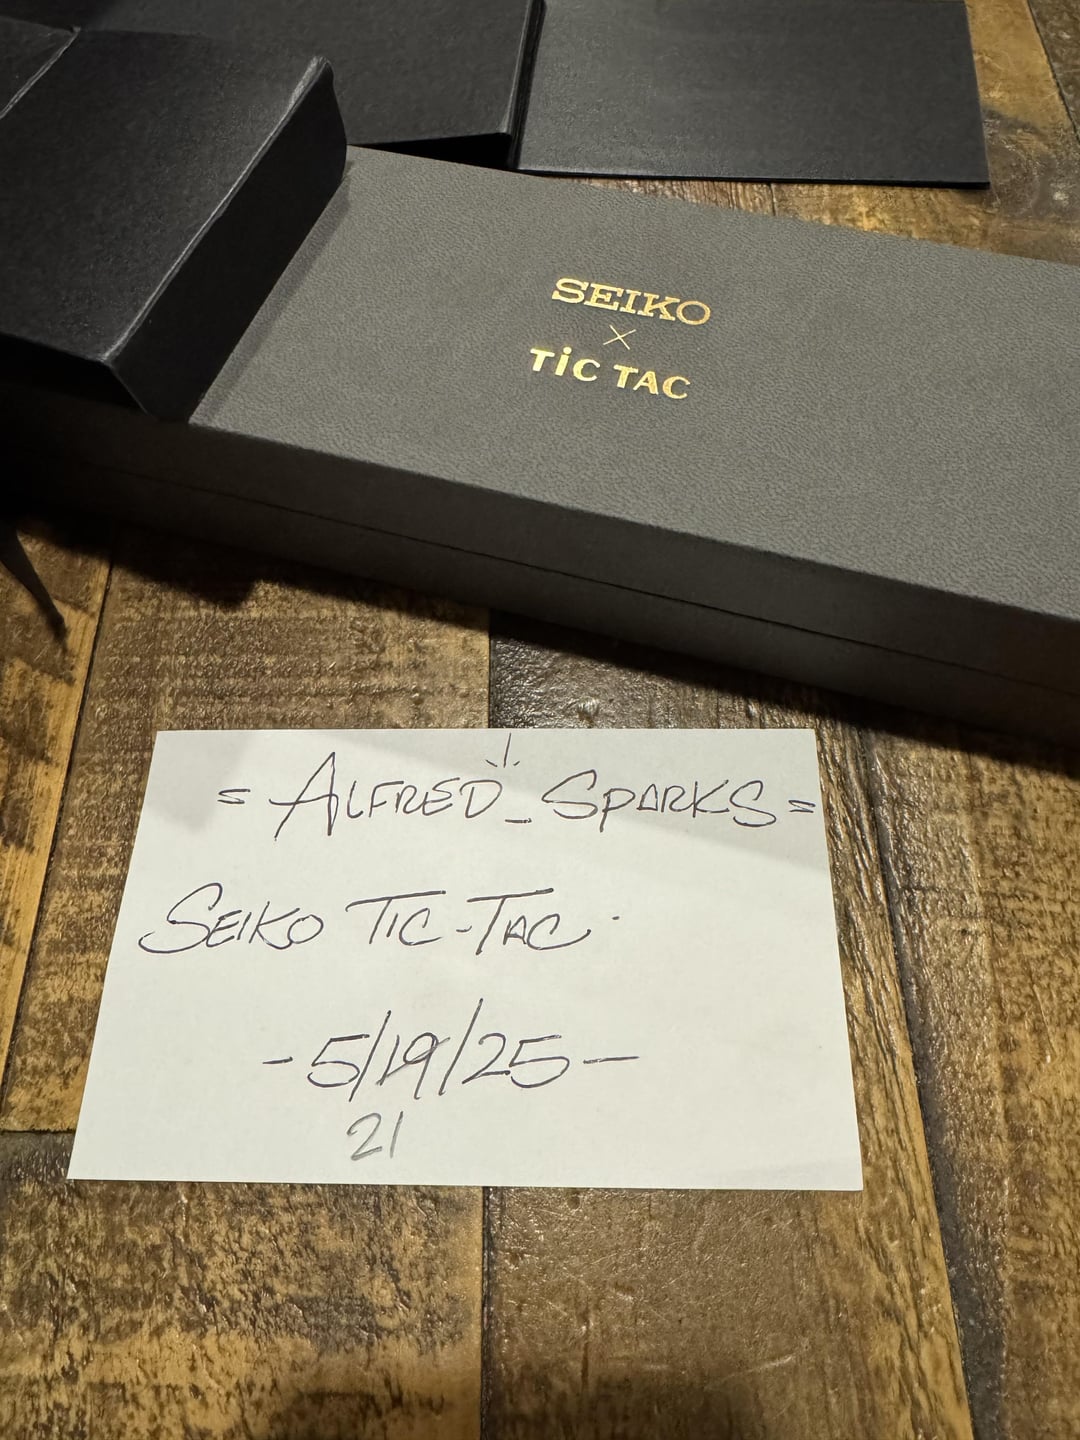 SEIKO
×
TiC TAC
= ALFRED_SPARKS =
SEIKO TIC-TAC
- 5/19/25 -
21